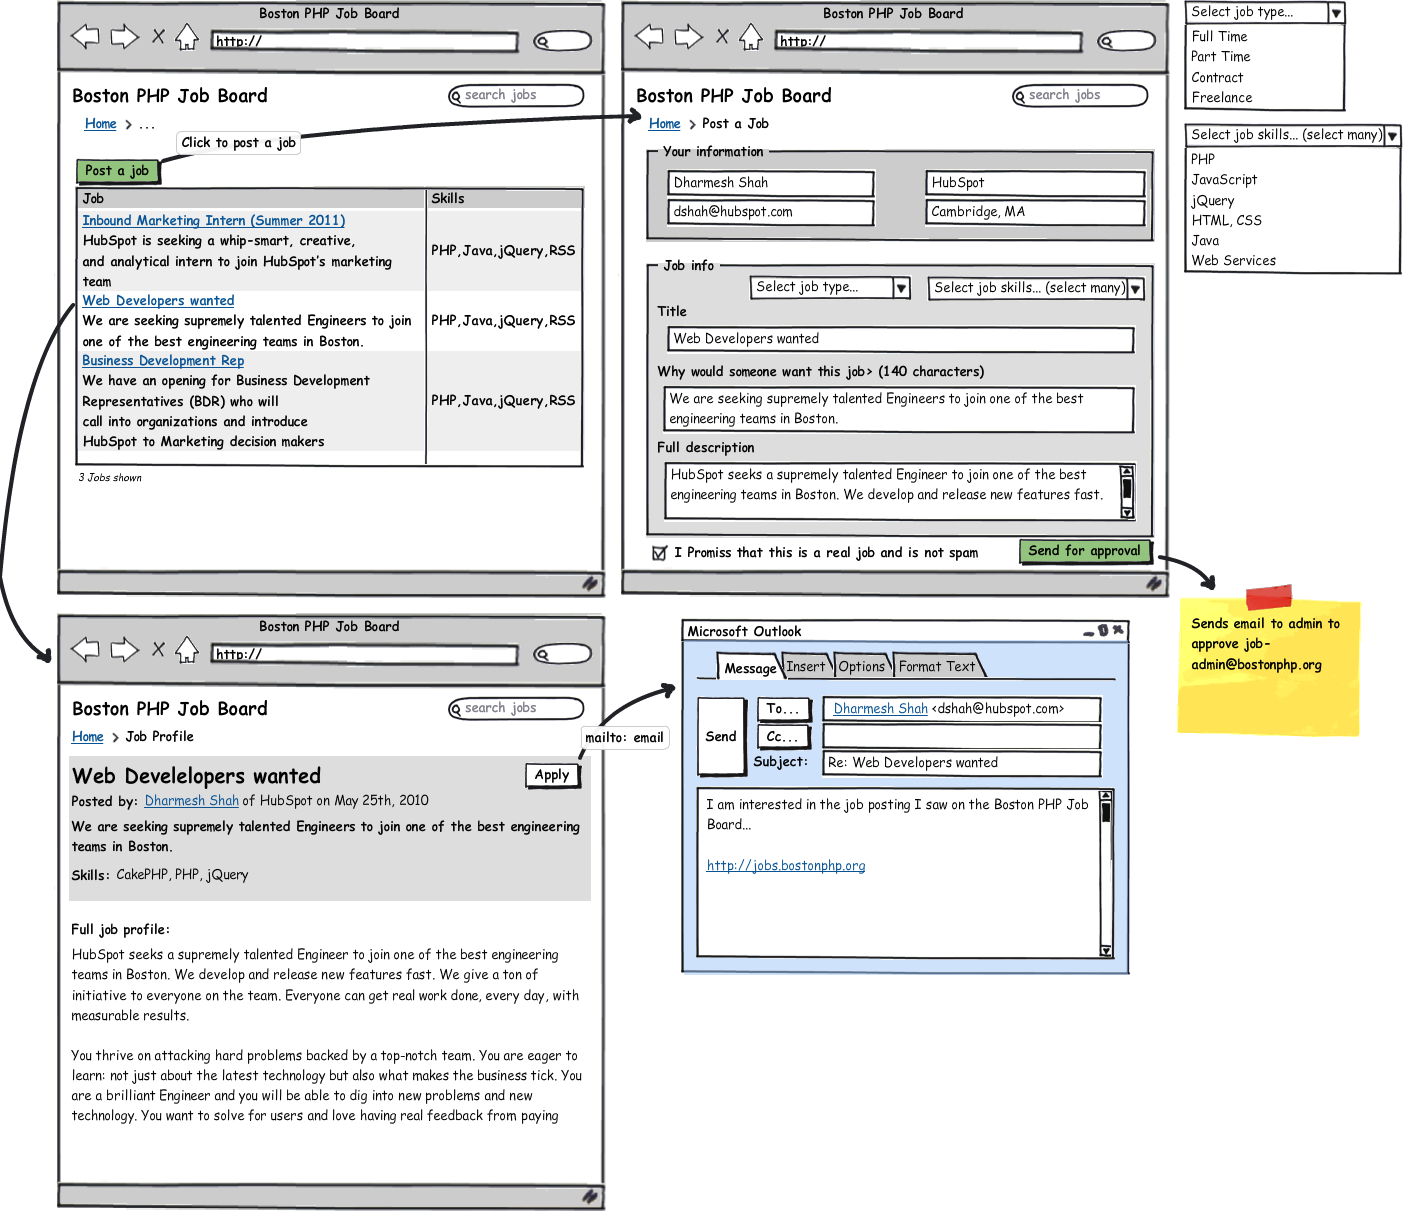 Boston PHP Job Board
http://
Boston PHP Job Board
search jobs
Home > ...
Click to post a job
Post a job
Job Skills
Inbound Marketing Intern (Summer 2011)
HubSpot is seeking a whip-smart, creative,
and analytical intern to join HubSpot's marketing
team
PHP,Java,jQuery,RSS
Web Developers wanted
We are seeking supremely talented Engineers to join
one of the best engineering teams in Boston.
PHP,Java,jQuery,RSS
Business Development Rep
We have an opening for Business Development
Representatives (BDR) who will
call into organizations and introduce
HubSpot to Marketing decision makers
PHP,Java,jQuery,RSS
3 Jobs shown
Boston PHP Job Board
http://
Boston PHP Job Board
search jobs
Home > Post a Job
Your information
Dharmesh Shah
HubSpot
dshah@hubspot.com
Cambridge, MA
Job info
Select job type...
Select job skills... (select many)
Title
Web Developers wanted
Why would someone want this job> (140 characters)
We are seeking supremely talented Engineers to join one of the best
engineering teams in Boston.
Full description
HubSpot seeks a supremely talented Engineer to join one of the best
engineering teams in Boston. We develop and release new features fast.
I Promiss that this is a real job and is not spam
Send for approval
Select job type...
Full Time
Part Time
Contract
Freelance
Select job skills... (select many)
PHP
JavaScript
jQuery
HTML, CSS
Java
Web Services
Sends email to admin to
approve job-
admin@bostonphp.org
Boston PHP Job Board
http://
Boston PHP Job Board
search jobs
Home > Job Profile
mailto: email
Web Develelopers wanted
Apply
Posted by: Dharmesh Shah of HubSpot on May 25th, 2010
We are seeking supremely talented Engineers to join one of the best engineering
teams in Boston.
Skills: CakePHP, PHP, jQuery
Full job profile:
HubSpot seeks a supremely talented Engineer to join one of the best engineering
teams in Boston. We develop and release new features fast. We give a ton of
initiative to everyone on the team. Everyone can get real work done, every day, with
measurable results.
You thrive on attacking hard problems backed by a top-notch team. You are eager to
learn: not just about the latest technology but also what makes the business tick. You
are a brilliant Engineer and you will be able to dig into new problems and new
technology. You want to solve for users and love having real feedback from paying
Microsoft Outlook
Message Insert Options Format Text
Send
To... Dharmesh Shah <dshah@hubspot.com>
Cc...
Subject: Re: Web Developers wanted
I am interested in the job posting I saw on the Boston PHP Job
Board...
http://jobs.bostonphp.org